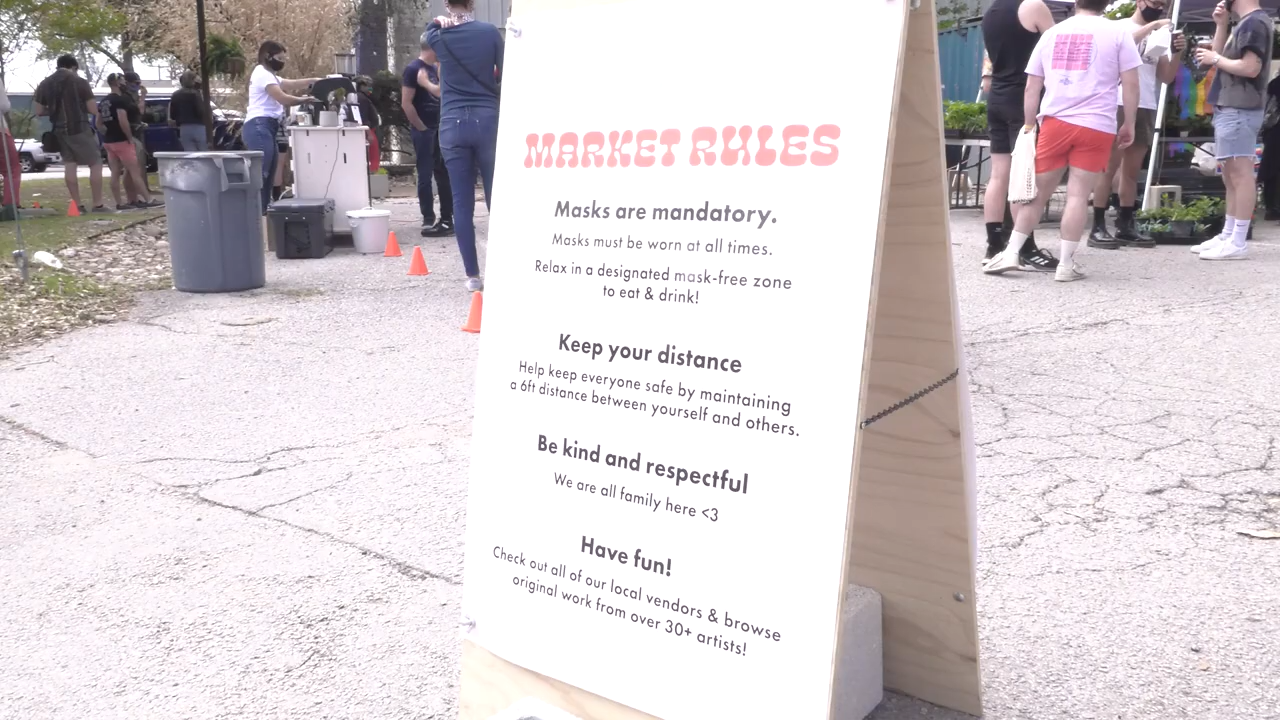 MARKET RULES
Masks are mandatory.
Masks must be worn at all times.
Relax in a designated mask-free zone
to eat & drink!
Keep your distance
Help keep everyone safe by maintaining
a 6ft distance between yourself and others.
Be kind and respectful
We are all family here <3
Have fun!
Check out all of our local vendors & browse
original work from over 30+ artists!